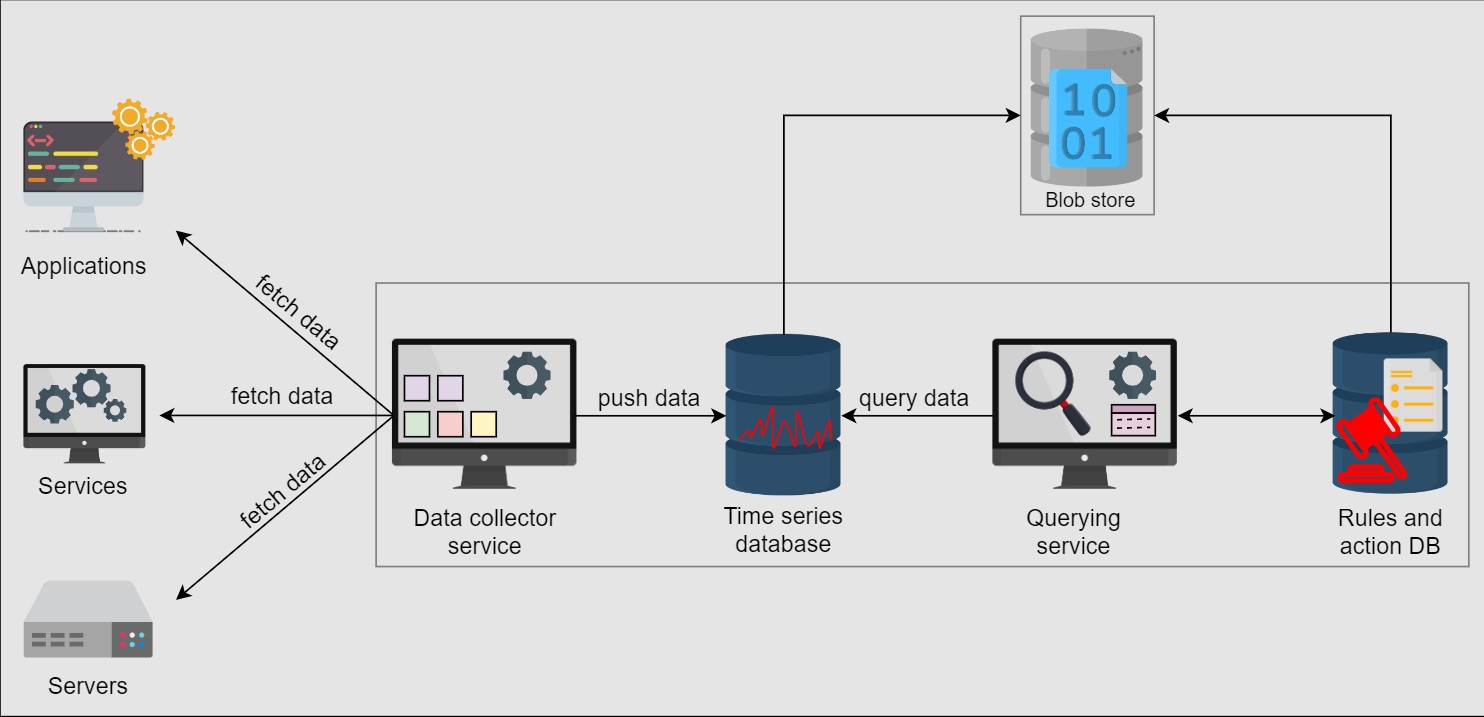 10
01
Blob store
Applications
fetch data
fetch data
Services
fetch data
Servers
push data
query data
Data collector
service
Time series
database
Querying
service
Rules and
action DB